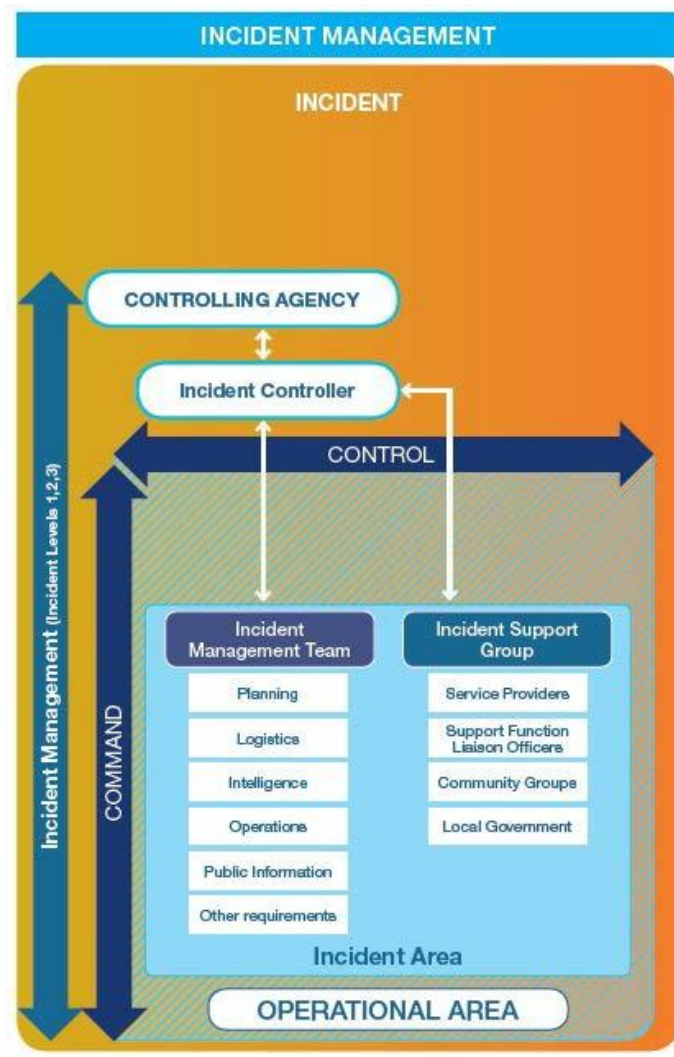 INCIDENT MANAGEMENT
INCIDENT
CONTROLLING AGENCY
Incident Controller
CONTROL
Incident Management (Incident Levels 1,2,3)
COMMAND
Incident
Management Team
Planning
Logistics
Intelligence
Operations
Public Information
Other requirements
Incident Support
Group
Service Providers
Support Function
Liaison Officers
Community Groups
Local Government
Incident Area
OPERATIONAL AREA